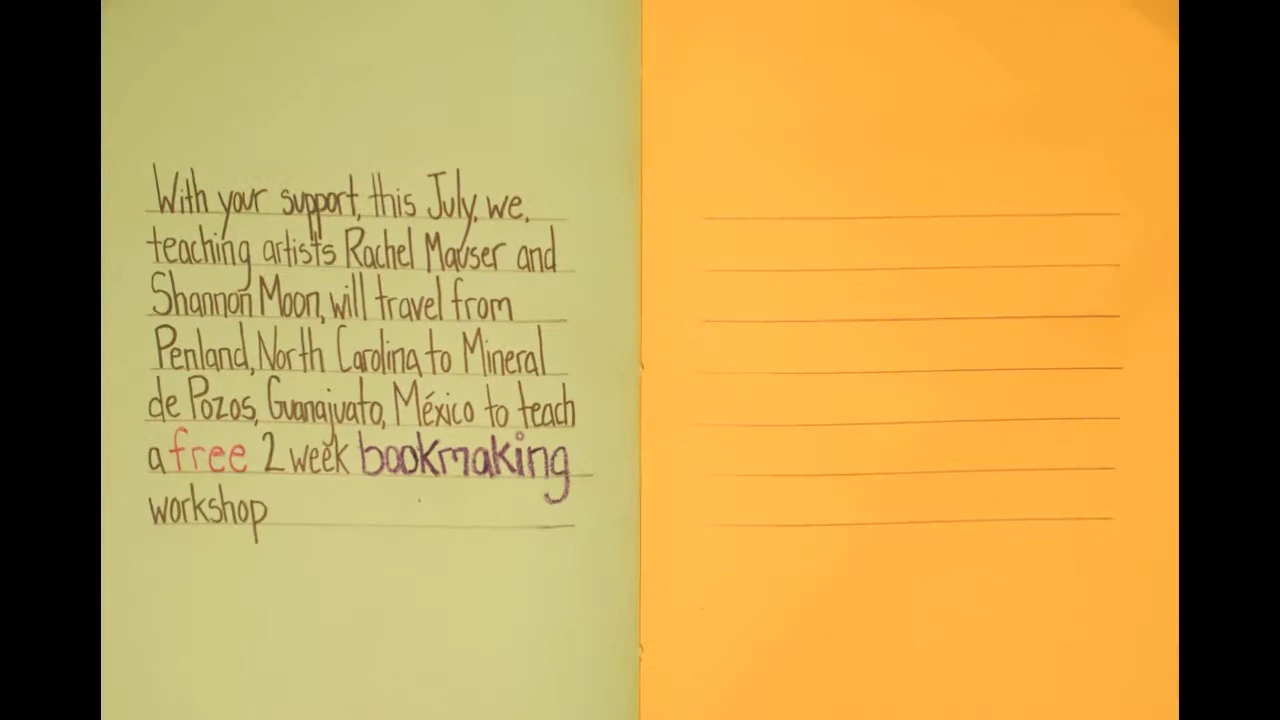 With your support, this July, we,
teaching artists Rachel Mauser and
Shannon Moon, will travel from
Penland, North Carolina to Mineral
de Pozos, Guanajuato, México to teach
a free 2 week bookmaking
workshop